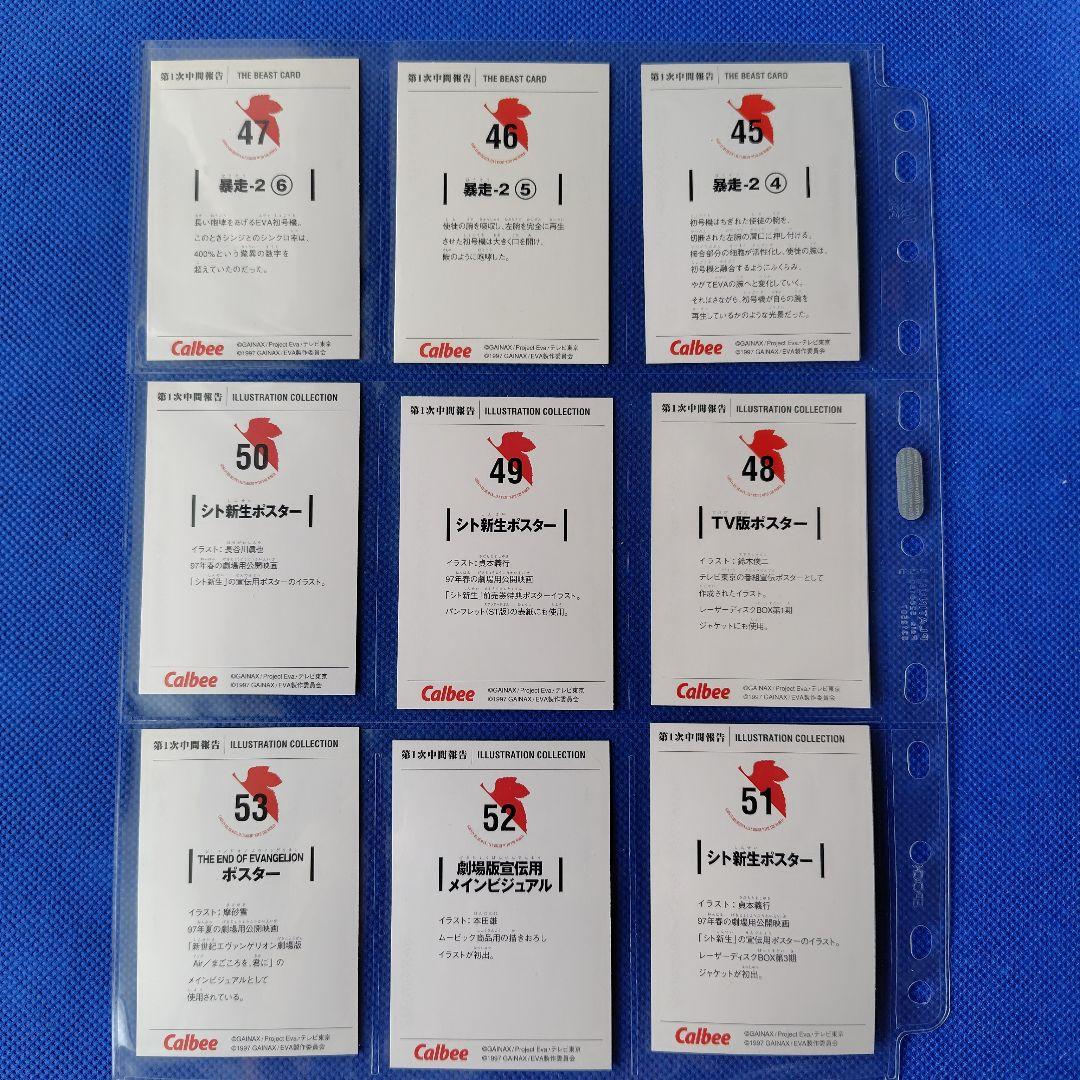 第1次中間報告 THE BEAST CARD
47
暴走-2⑥
長い咆哮をあげるEVA初号機。
このときシンジとのシンクロ率は、
400%という驚異の数字を
超えていたのだった。
Calbee
©GAINAX/Project Eva・テレビ東京
©1997 GAINAX/EVA製作委員会
第1次中間報告 THE BEAST CARD
46
暴走-2⑤
使徒の腕を吸収し、左腕を完全に再生
させた初号機は大きく口を開け、
獣のように咆哮した。
Calbee
©GAINAX/Project Eva・テレビ東京
©1997 GAINAX/EVA製作委員会
第1次中間報告 THE BEAST CARD
45
暴走-2④
初号機はちぎれた使徒の腕を、
切断された左腕の肩口に押し付ける。
接合部分の細胞が活性化し、使徒の腕は、
初号機と融合するようにふくらみ、
やがてEVAの腕へと変化していく。
それはさながら、初号機が自らの腕を
再生しているかのような光景だった。
Calbee
©GAINAX/Project Eva・テレビ東京
©1997 GAINAX/EVA製作委員会
第1次中間報告 ILLUSTRATION COLLECTION
50
シト新生ポスター
イラスト：長谷川眞也
97年春の劇場用公開映画
「シト新生」の宣伝用ポスターのイラスト。
Calbee
©GAINAX/Project Eva・テレビ東京
©1997 GAINAX/EVA製作委員会
第1次中間報告 ILLUSTRATION COLLECTION
49
シト新生ポスター
イラスト：貞本義行
97年春の劇場用公開映画
「シト新生」前売券特典ポスターイラスト。
パンフレット(ST版)の表紙にも使用。
Calbee
©GAINAX/Project Eva・テレビ東京
©1997 GAINAX/EVA製作委員会
第1次中間報告 ILLUSTRATION COLLECTION
48
TV版ポスター
イラスト：鈴木俊二
テレビ東京の番組宣伝ポスターとして
作成されたイラスト。
レーザーディスクBOX第1期
ジャケットにも使用。
Calbee
©GAINAX/Project Eva・テレビ東京
©1997 GAINAX/EVA製作委員会
第1次中間報告 ILLUSTRATION COLLECTION
53
THE END OF EVANGELION
ポスター
イラスト：摩砂雪
97年夏の劇場用公開映画
「新世紀エヴァンゲリオン劇場版
Air／まごころを、君に」の
メインビジュアルとして
使用されている。
Calbee
©GAINAX/Project Eva・テレビ東京
©1997 GAINAX/EVA製作委員会
第1次中間報告 ILLUSTRATION COLLECTION
52
劇場版宣伝用
メインビジュアル
イラスト：本田雄
ムービック商品用の描きおろし
イラストが初出。
Calbee
©GAINAX/Project Eva・テレビ東京
©1997 GAINAX/EVA製作委員会
第1次中間報告 ILLUSTRATION COLLECTION
51
シト新生ポスター
イラスト：貞本義行
97年春の劇場用公開映画
「シト新生」の宣伝用ポスターのイラスト。
レーザーディスクBOX第3期
ジャケットが初出。
Calbee
©GAINAX/Project Eva・テレビ東京
©1997 GAINAX/EVA製作委員会